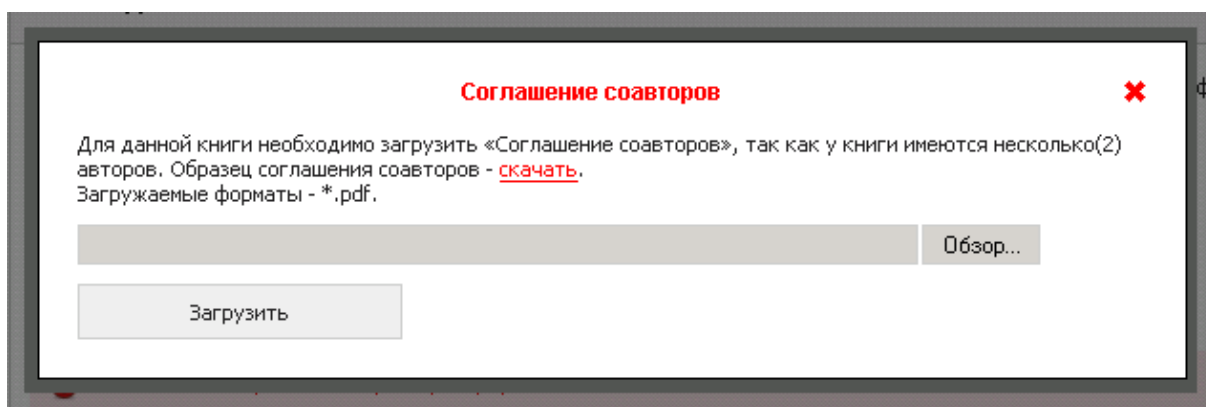 Соглашение соавторов
Для данной книги необходимо загрузить «Соглашение соавторов», так как у книги имеются несколько(2)
авторов. Образец соглашения соавторов - скачать.
Загружаемые форматы - *.pdf.
Обзор...
Загрузить